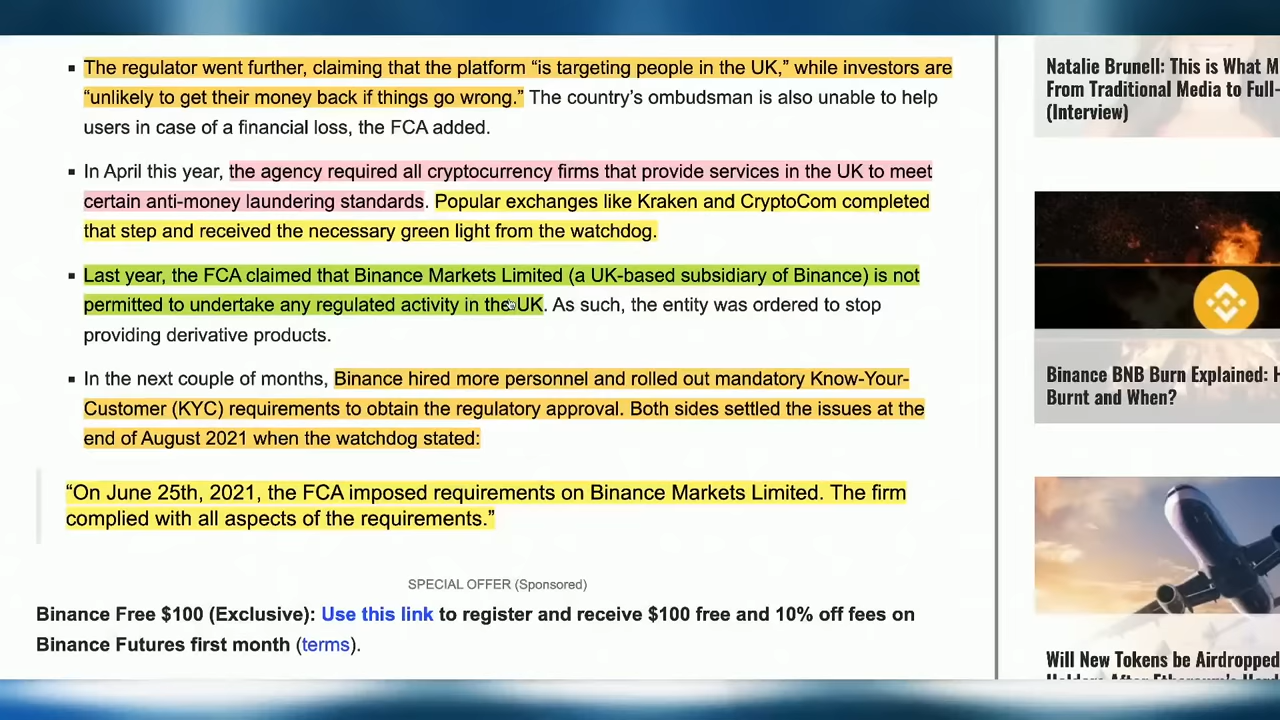 The regulator went further, claiming that the platform “is targeting people in the UK,” while investors are
“unlikely to get their money back if things go wrong.” The country’s ombudsman is also unable to help
users in case of a financial loss, the FCA added.
In April this year, the agency required all cryptocurrency firms that provide services in the UK to meet
certain anti-money laundering standards. Popular exchanges like Kraken and CryptoCom completed
that step and received the necessary green light from the watchdog.
Last year, the FCA claimed that Binance Markets Limited (a UK-based subsidiary of Binance) is not
permitted to undertake any regulated activity in the UK. As such, the entity was ordered to stop
providing derivative products.
In the next couple of months, Binance hired more personnel and rolled out mandatory Know-Your-
Customer (KYC) requirements to obtain the regulatory approval. Both sides settled the issues at the
end of August 2021 when the watchdog stated:
“On June 25th, 2021, the FCA imposed requirements on Binance Markets Limited. The firm
complied with all aspects of the requirements.”
SPECIAL OFFER (Sponsored)
Binance Free $100 (Exclusive): Use this link to register and receive $100 free and 10% off fees on
Binance Futures first month (terms).
Natalie Brunell: This is What M
From Traditional Media to Full-
(Interview)
Binance BNB Burn Explained: H
Burnt and When?
Will New Tokens be Airdropped